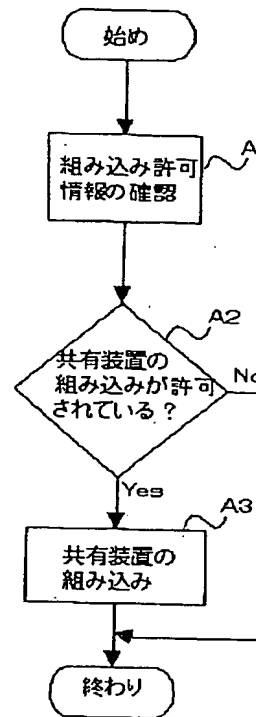 始め
組み込み許可
情報の確認
A
A2
共有装置の
組み込みが許可
されている？
No
Yes
A3
共有装置の
組み込み
終わり